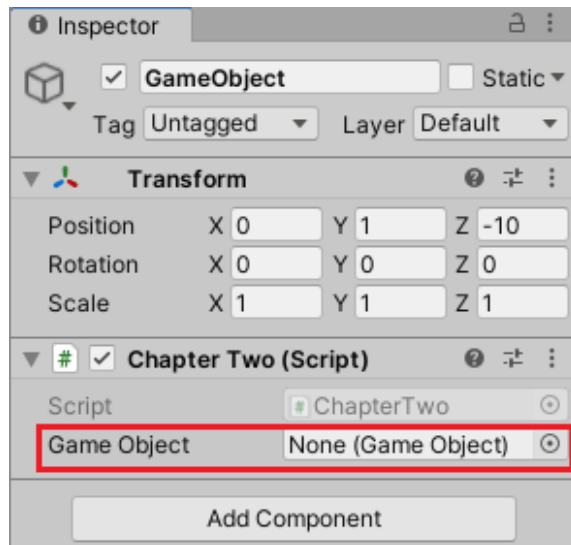 Inspector
GameObject Static
Tag Untagged Layer Default
Transform
Position X 0 Y 1 Z -10
Rotation X 0 Y 0 Z 0
Scale X 1 Y 1 Z 1
# Chapter Two (Script)
Script # ChapterTwo
Game Object None (Game Object)
Add Component